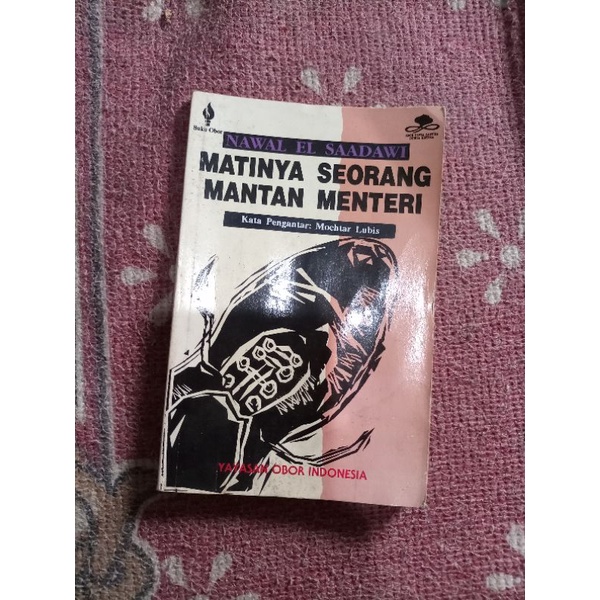 Buku Obor
NAWAL EL SAADAWI
MATINYA SEORANG
MANTAN MENTERI
Kata Pengantar: Mochtar Lubis
YAYASAN OBOR INDONESIA